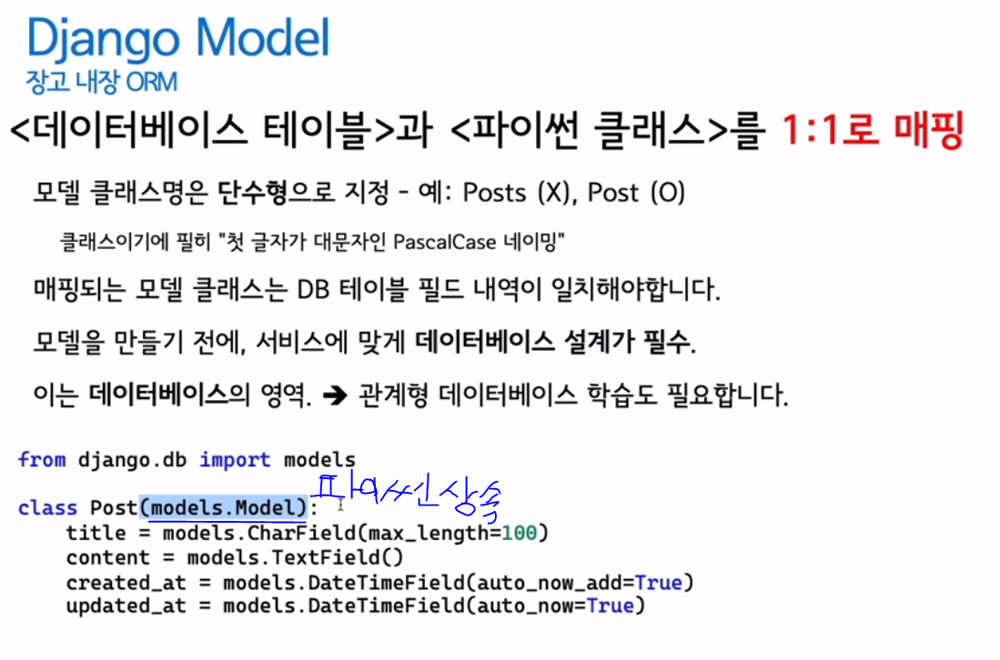 Django Model
장고 내장 ORM
<데이터베이스 테이블>과 <파이썬 클래스>를 1:1로 매핑
모델 클래스명은 단수형으로 지정 - 예: Posts (X), Post (O)
클래스이기에 필히 "첫 글자가 대문자인 PascalCase 네이밍"
매핑되는 모델 클래스는 DB 테이블 필드 내역이 일치해야합니다.
모델을 만들기 전에, 서비스에 맞게 데이터베이스 설계가 필수.
이는 데이터베이스의 영역. ➔ 관계형 데이터베이스 학습도 필요합니다.
from django.db import models
파이썬 상속
class Post(models.Model):
    title = models.CharField(max_length=100)
    content = models.TextField()
    created_at = models.DateTimeField(auto_now_add=True)
    updated_at = models.DateTimeField(auto_now=True)